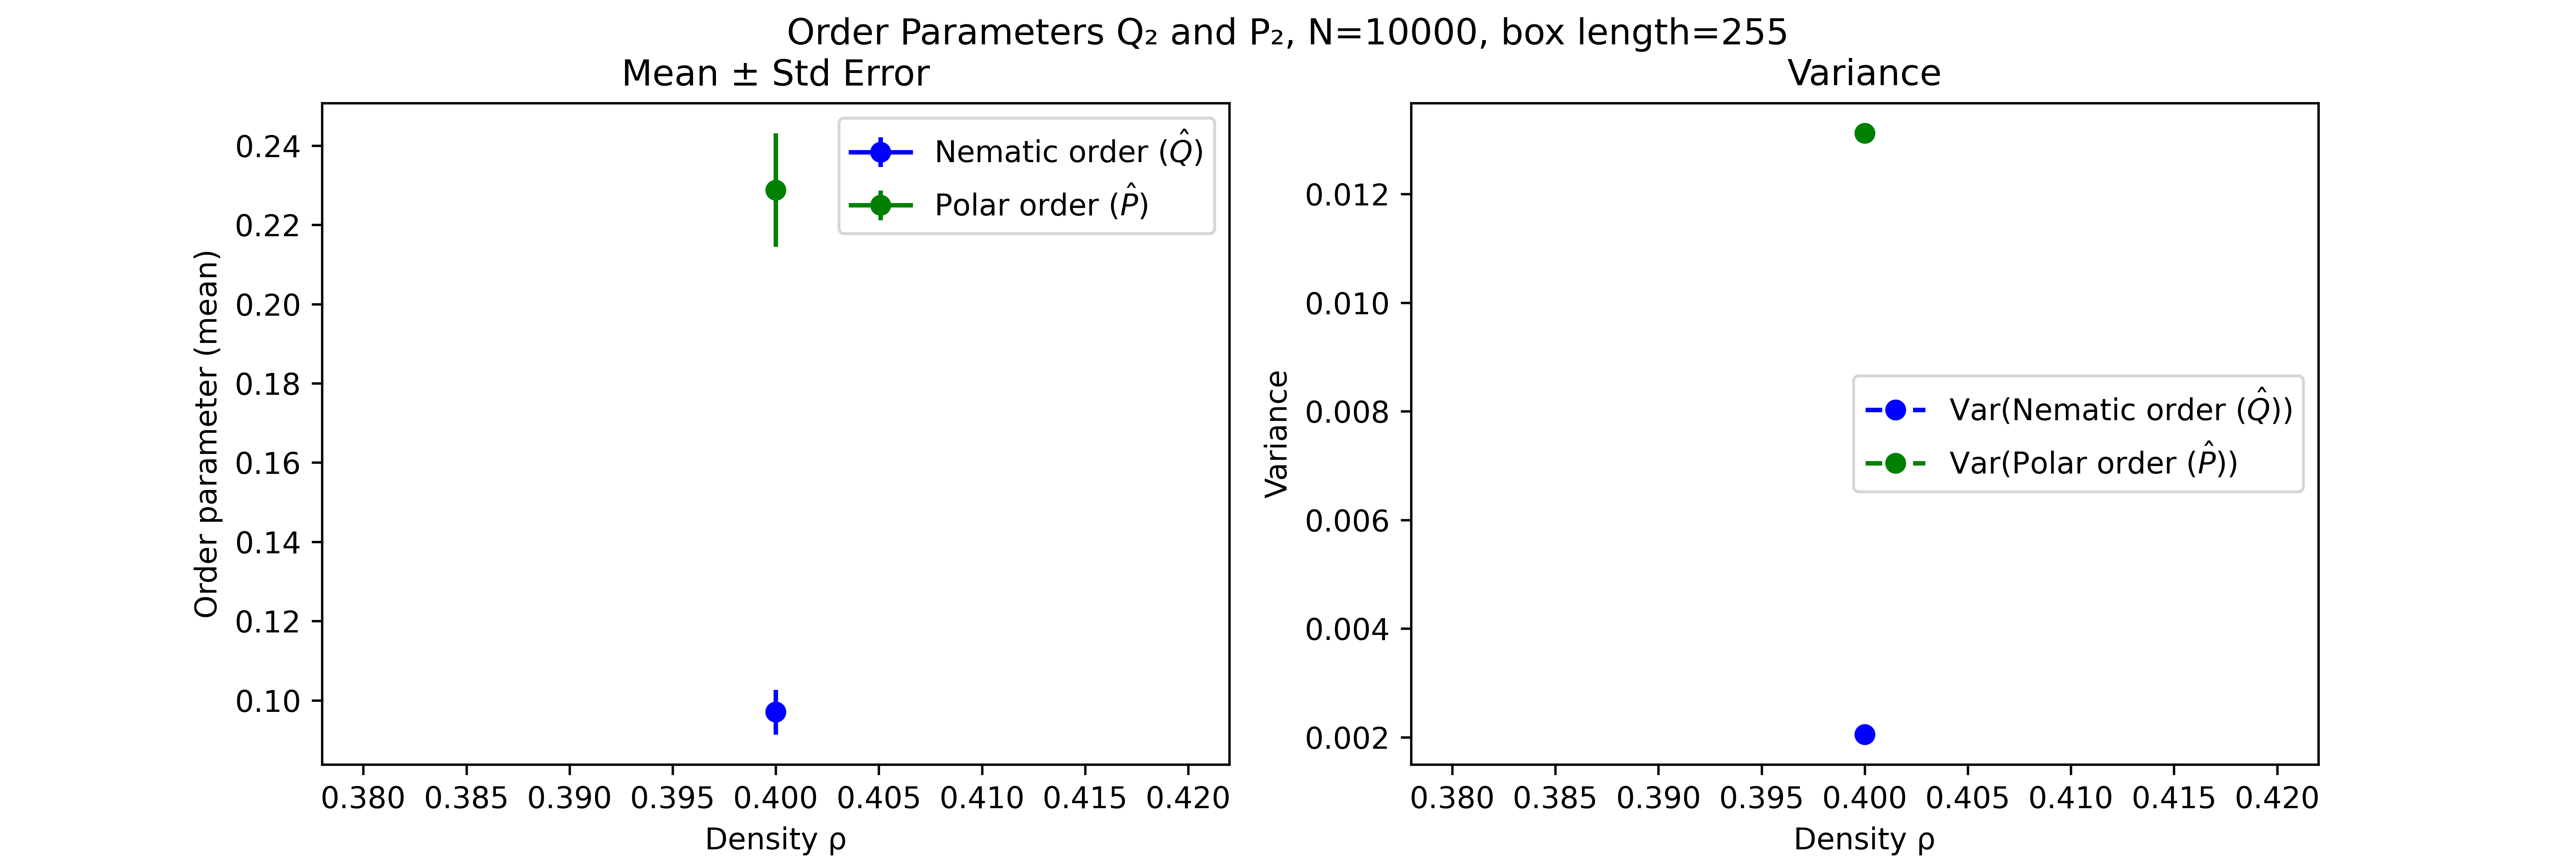 Order Parameters Q₂ and P₂, N=10000, box length=255
Mean ± Std Error
Order parameter (mean)
0.24
0.22
0.20
0.18
0.16
0.14
0.12
0.10
Nematic order (Q̂)
Polar order (P̂)
0.380 0.385 0.390 0.395 0.400 0.405 0.410 0.415 0.420
Density ρ
Variance
Variance
0.012
0.010
0.008
0.006
0.004
0.002
Var(Nematic order (Q̂))
Var(Polar order (P̂))
0.380 0.385 0.390 0.395 0.400 0.405 0.410 0.415 0.420
Density ρ